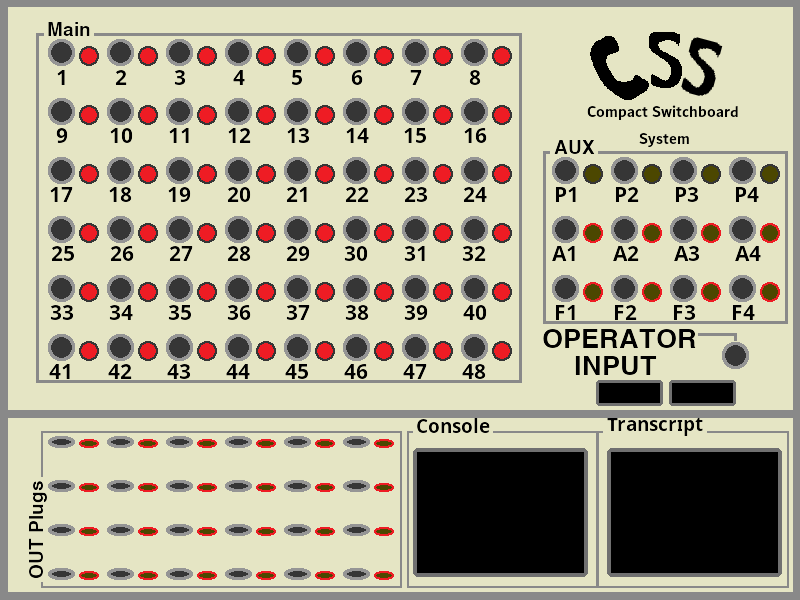 Main
1 2 3 4 5 6 7 8
9 10 11 12 13 14 15 16
17 18 19 20 21 22 23 24
25 26 27 28 29 30 31 32
33 34 35 36 37 38 39 40
41 42 43 44 45 46 47 48
CSS
Compact Switchboard
System
AUX
P1 P2 P3 P4
A1 A2 A3 A4
F1 F2 F3 F4
OPERATOR
INPUT
OUT Plugs
Console
Transcript